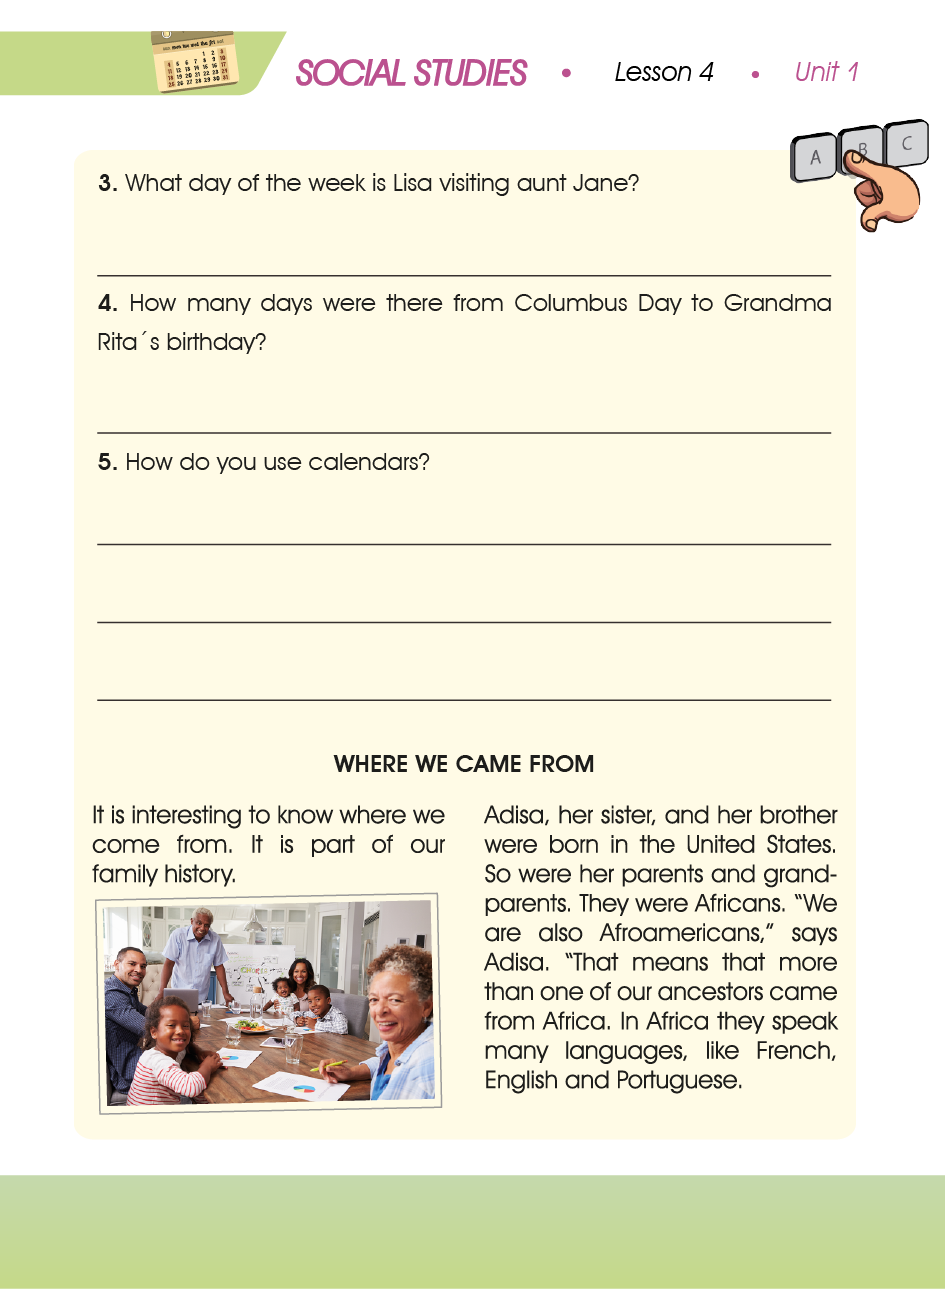 SOCIAL STUDIES • Lesson 4 • Unit 1
A B C
3. What day of the week is Lisa visiting aunt Jane?
4. How many days were there from Columbus Day to Grandma
Rita´s birthday?
5. How do you use calendars?
WHERE WE CAME FROM
It is interesting to know where we
come from. It is part of our
family history.
Adisa, her sister, and her brother
were born in the United States.
So were her parents and grand-
parents. They were Africans. “We
are also Afroamericans,” says
Adisa. “That means that more
than one of our ancestors came
from Africa. In Africa they speak
many languages, like French,
English and Portuguese.